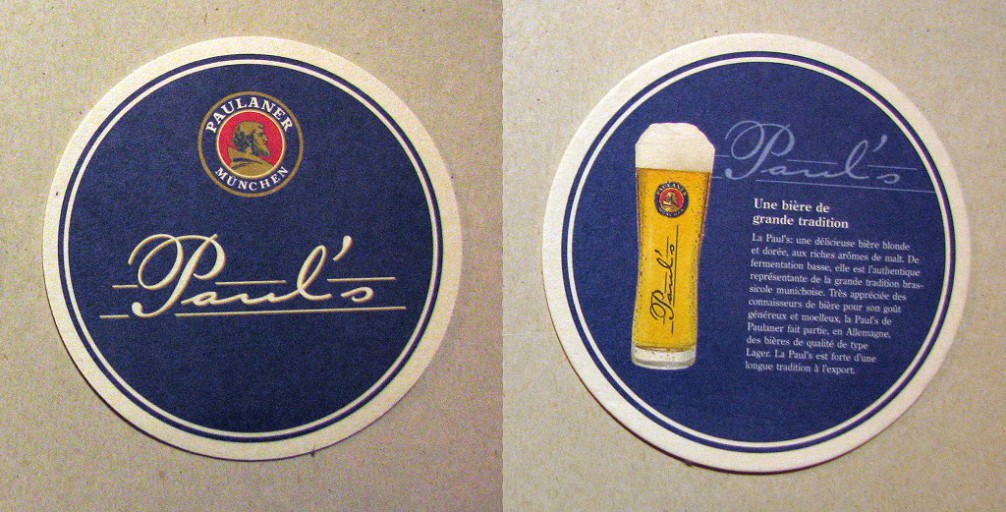 PAULANER
MÜNCHEN
Paul's
PAULANER
MÜNCHEN
Paul's
Paul's
Une bière de
grande tradition
La Paul's: une délicieuse bière blonde
et dorée, aux riches arômes de malt. De
fermentation basse, elle est l'authentique
représentante de la grande tradition bras-
sicole munichoise. Très appréciée des
connaisseurs de bière pour son goût
généreux et moelleux, la Paul's de
Paulaner fait partie, en Allemagne,
des bières de qualité de type
Lager. La Paul's est forte d'une
longue tradition à l'export.